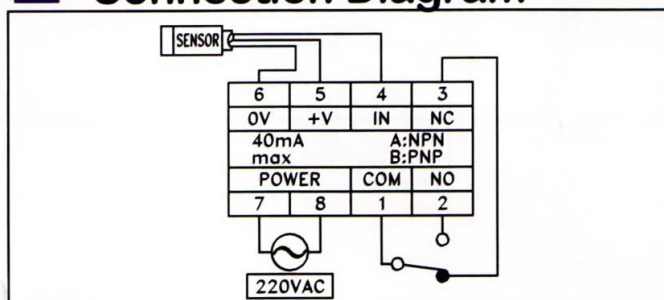 Connection Diagram
SENSOR
6 5 4 3
0V +V IN NC
40mA A:NPN
max B:PNP
POWER COM NO
7 8 1 2
220VAC